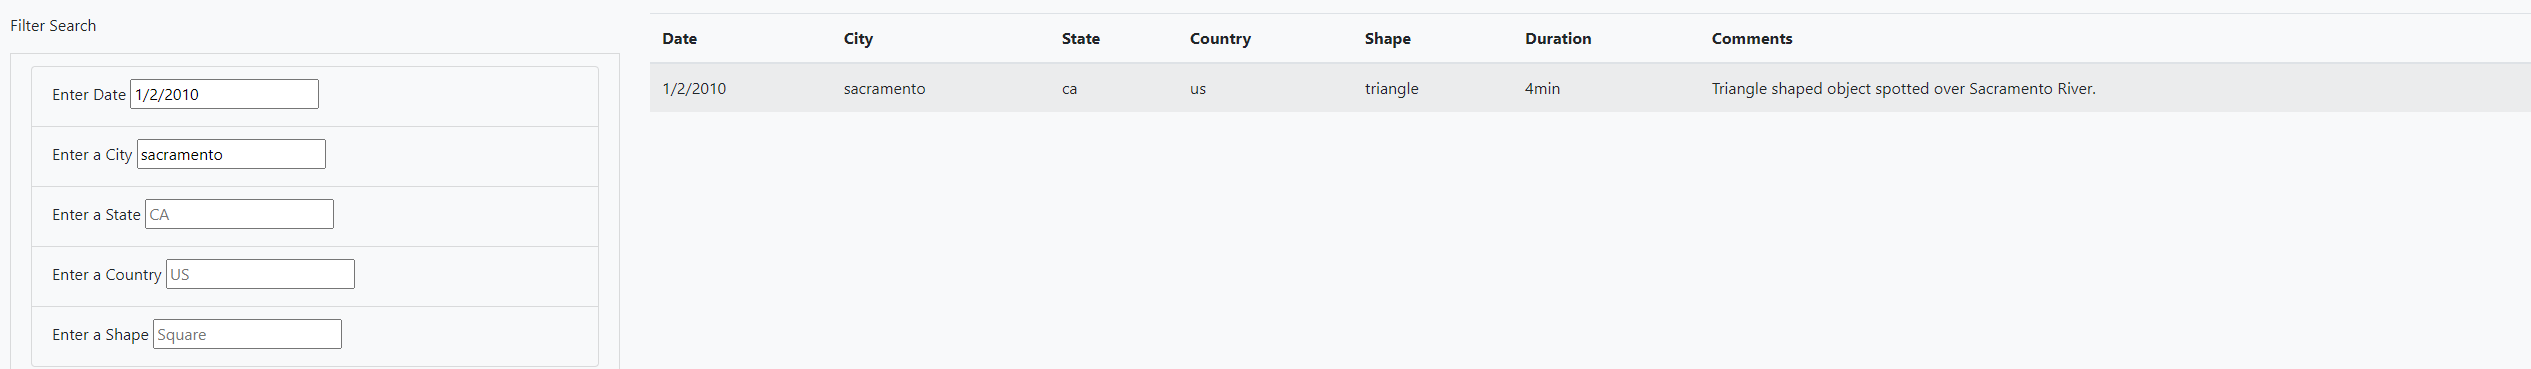 Filter Search
Enter Date 1/2/2010
Enter a City sacramento
Enter a State CA
Enter a Country US
Enter a Shape Square
Date City State Country Shape Duration Comments
1/2/2010 sacramento ca us triangle 4min Triangle shaped object spotted over Sacramento River.